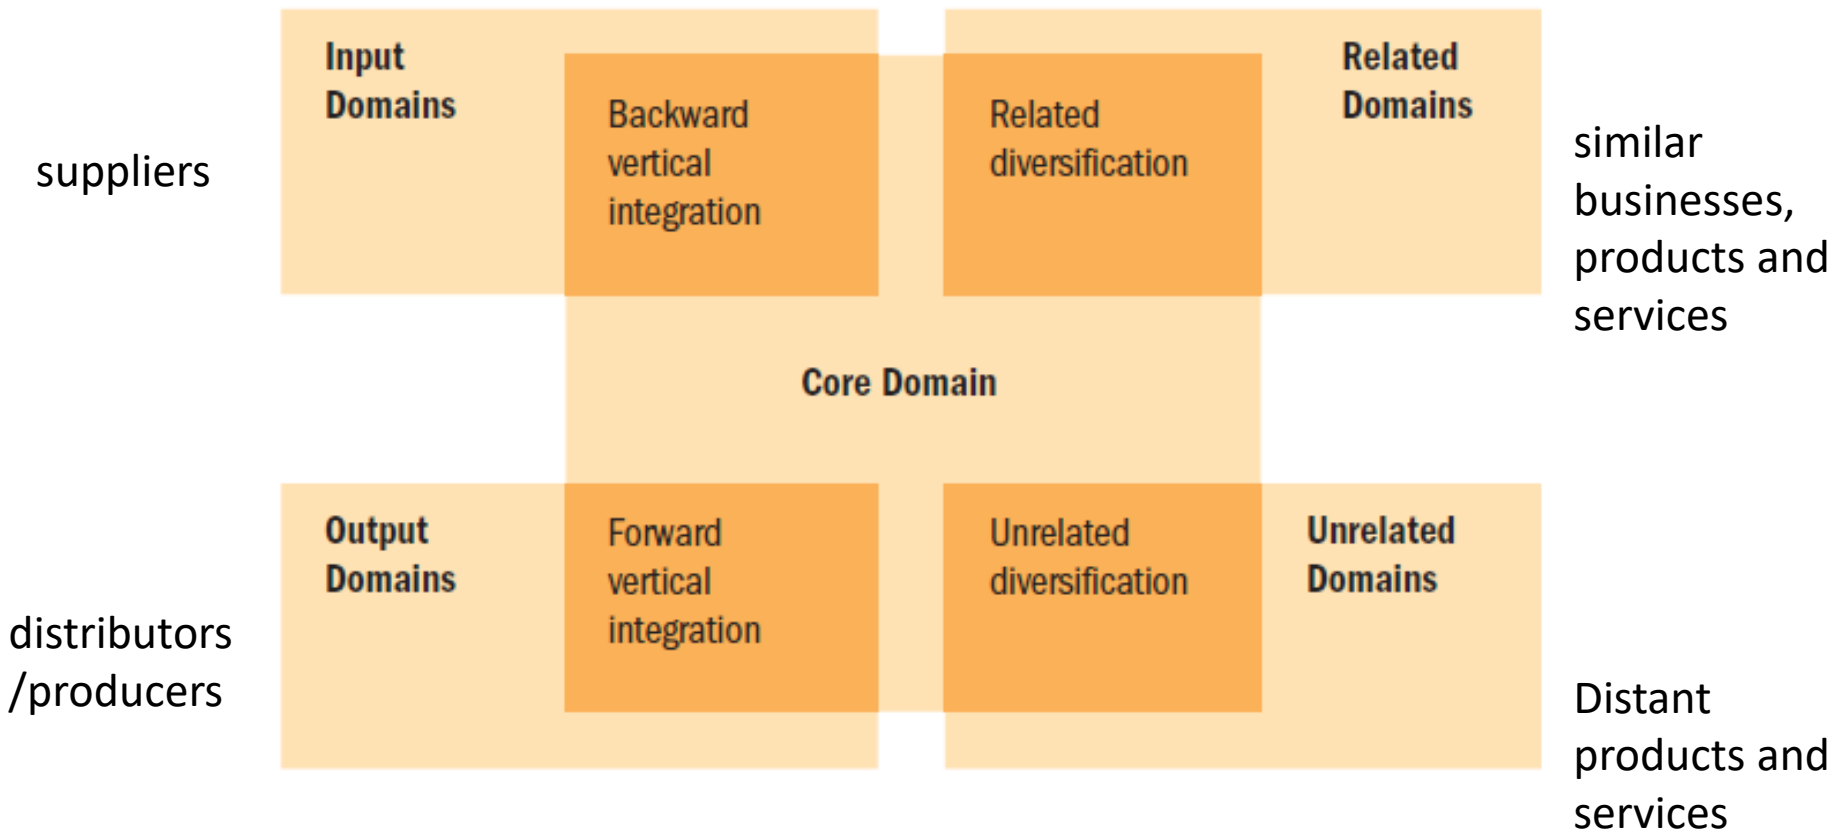 suppliers
Input
Domains
Backward
vertical
integration
Related
diversification
Related
Domains
similar
businesses,
products and
services
Core Domain
distributors
/producers
Output
Domains
Forward
vertical
integration
Unrelated
diversification
Unrelated
Domains
Distant
products and
services